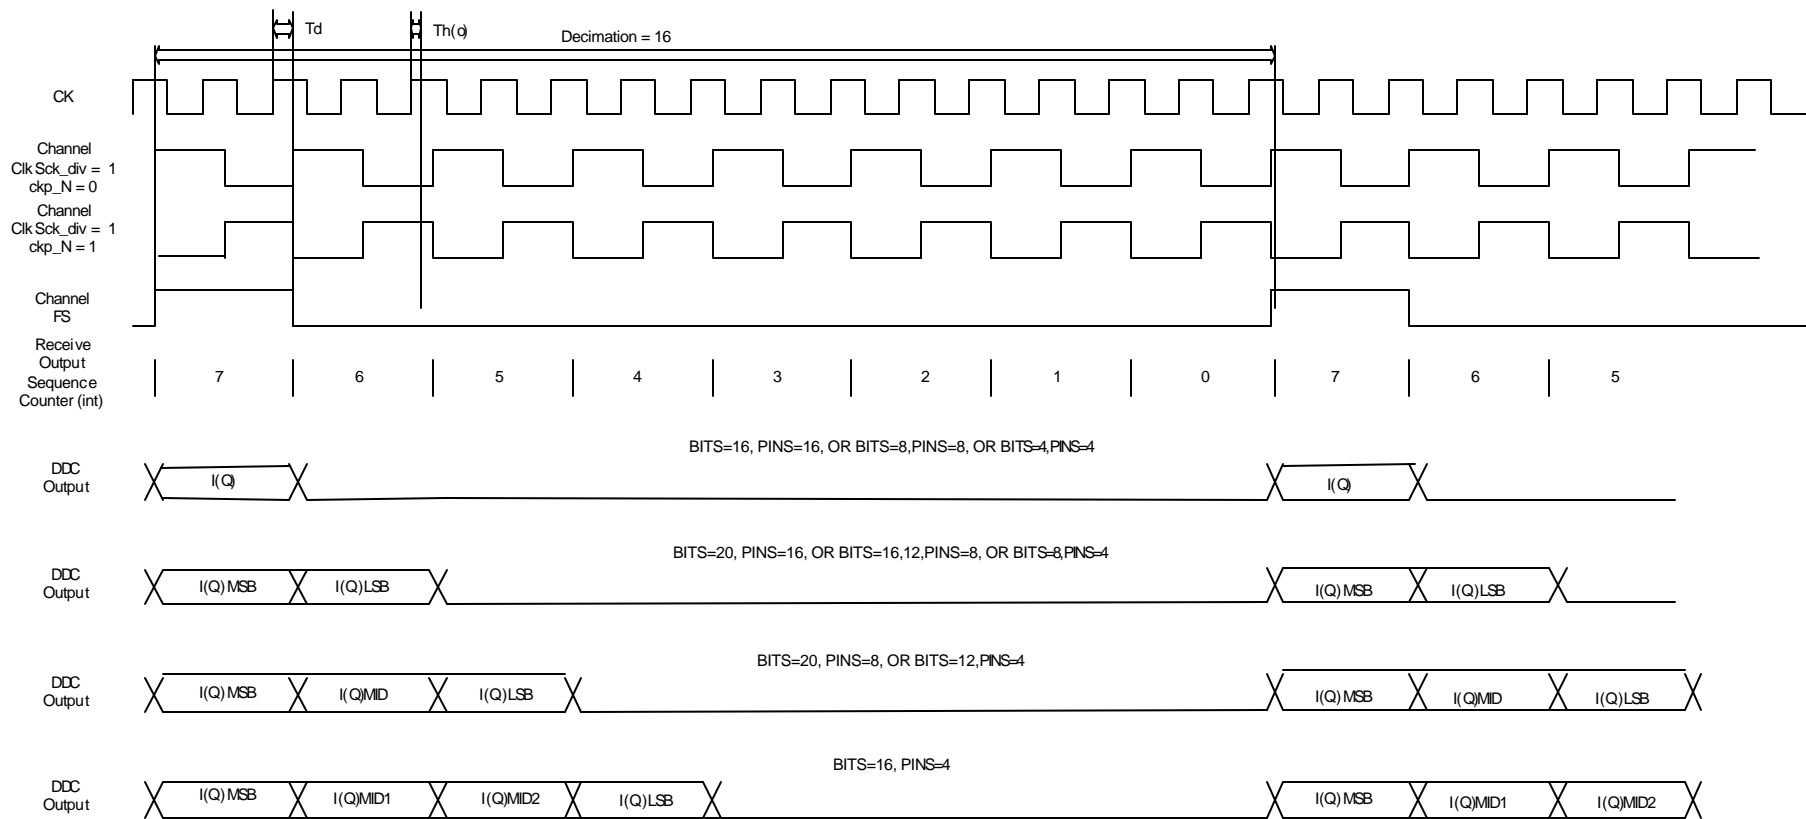 Td
Th(o)
Decimation = 16
CK
Channel
Clk Sck_div = 1
ckp_N = 0
Channel
Clk Sck_div = 1
ckp_N = 1
Channel
FS
Receive
Output
Sequence
Counter (int)
7 6 5 4 3 2 1 0 7 6 5
BITS=16, PINS=16, OR BITS=8,PINS=8, OR BITS=4,PINS=4
DDC
Output
I(Q) I(Q)
BITS=20, PINS=16, OR BITS=16,12,PINS=8, OR BITS=8,PINS=4
DDC
Output
I(Q) MSB I(Q) LSB I(Q) MSB I(Q) LSB
BITS=20, PINS=8, OR BITS=12,PINS=4
DDC
Output
I(Q) MSB I(Q)MID I(Q) LSB I(Q) MSB I(Q)MID I(Q) LSB
BITS=16, PINS=4
DDC
Output
I(Q) MSB I(Q)MID1 I(Q)MID2 I(Q) LSB I(Q) MSB I(Q)MID1 I(Q)MID2